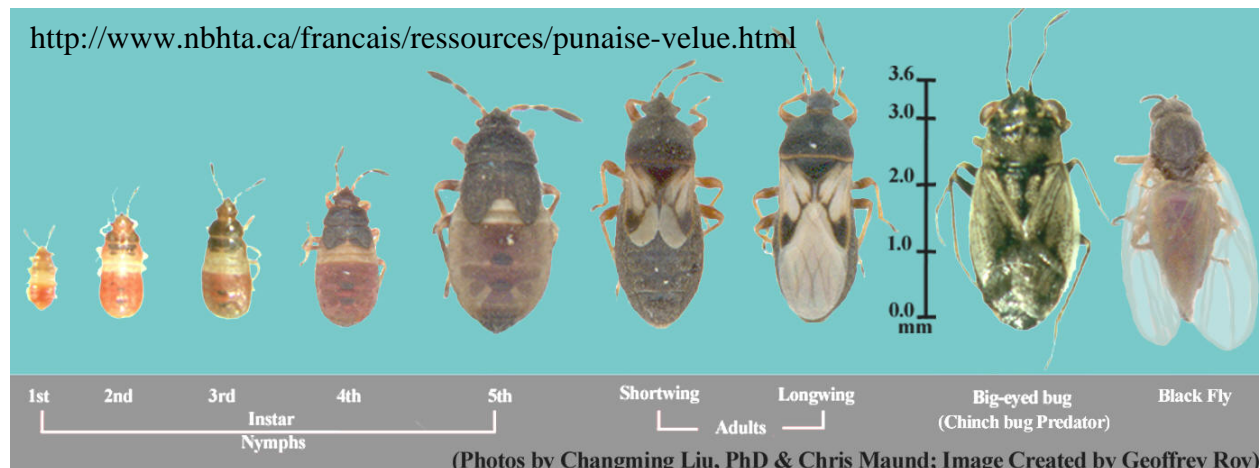 http://www.nbhta.ca/francais/ressources/punaise-velue.html
3.6
3.0
2.0
1.0
0.0
mm
1st 2nd 3rd 4th 5th Shortwing Longwing Big-eyed bug Black Fly
Instar Adults (Chinch bug Predator)
Nymphs
(Photos by Changming Liu, PhD & Chris Maund; Image Created by Geoffrey Roy)